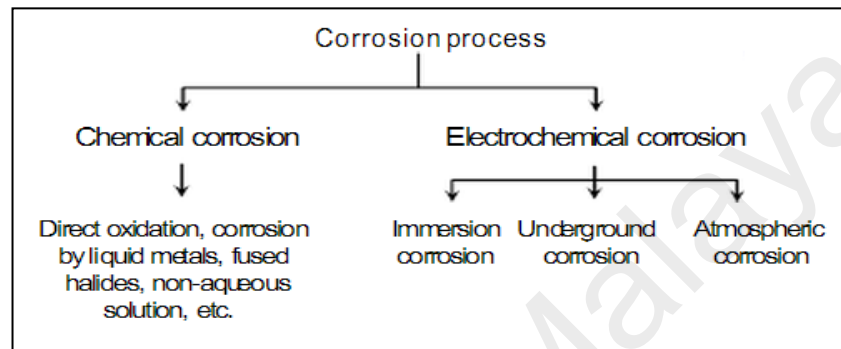 Corrosion process
Chemical corrosion
Electrochemical corrosion
Direct oxidation, corrosion
by liquid metals, fused
halides, non-aqueous
solution, etc.
Immersion
corrosion
Underground
corrosion
Atmospheric
corrosion
Malaya